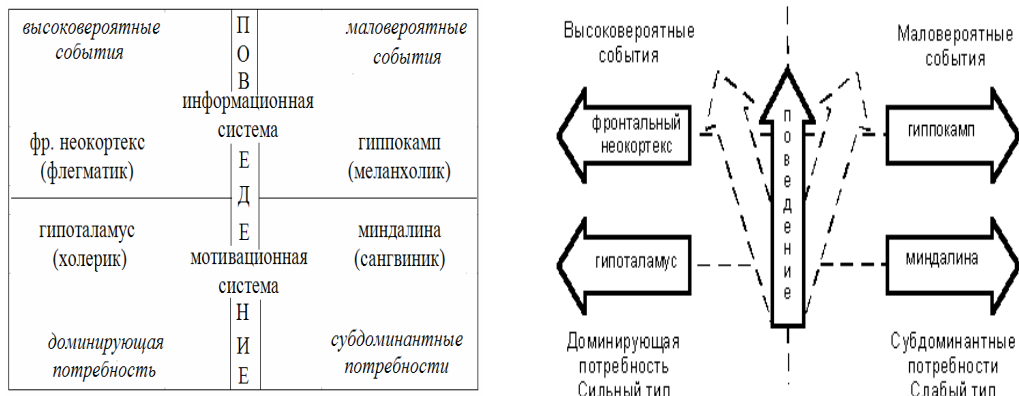 высоковероятные
события
П
О
В
маловероятные
события
информационная
система
фр. неокортекс
(флегматик)
Е
Д
гиппокамп
(меланхолик)
гипоталамус
(холерик)
Е
миндалина
(сангвиник)
мотивационная
система
доминирующая
потребность
Н
И
Е
субдоминантные
потребности
Высоковероятные
события
Маловероятные
события
фронтальный
неокортекс
поведение
гиппокамп
гипоталамус
миндалина
Доминирующая
потребность
Сильный тип
Субдоминантные
потребности
Слабый тип